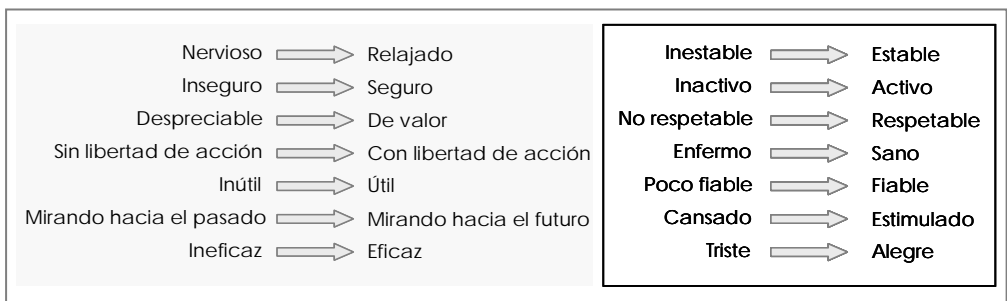 Nervioso Relajado
Inseguro Seguro
Despreciable De valor
Sin libertad de acción Con libertad de acción
Inútil Útil
Mirando hacia el pasado Mirando hacia el futuro
Ineficaz Eficaz
Inestable Estable
Inactivo Activo
No respetable Respetable
Enfermo Sano
Poco fiable Fiable
Cansado Estimulado
Triste Alegre